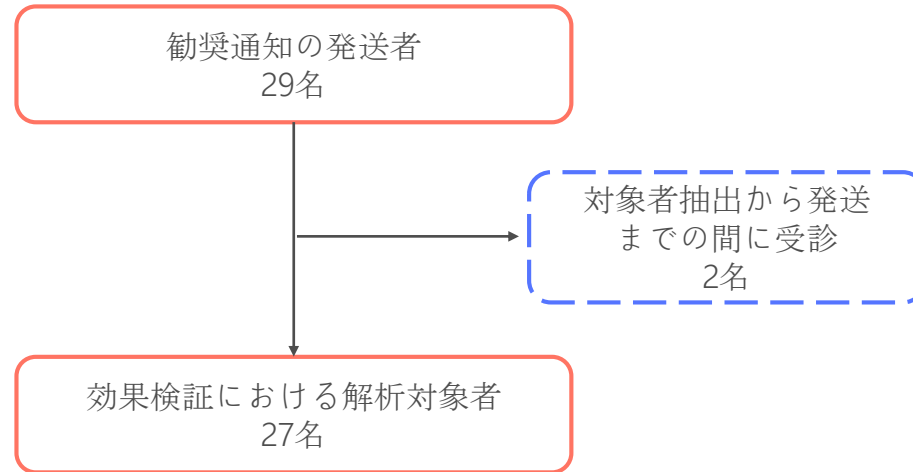 勧奨通知の発送者
29名
対象者抽出から発送
までの間に受診
2名
効果検証における解析対象者
27名